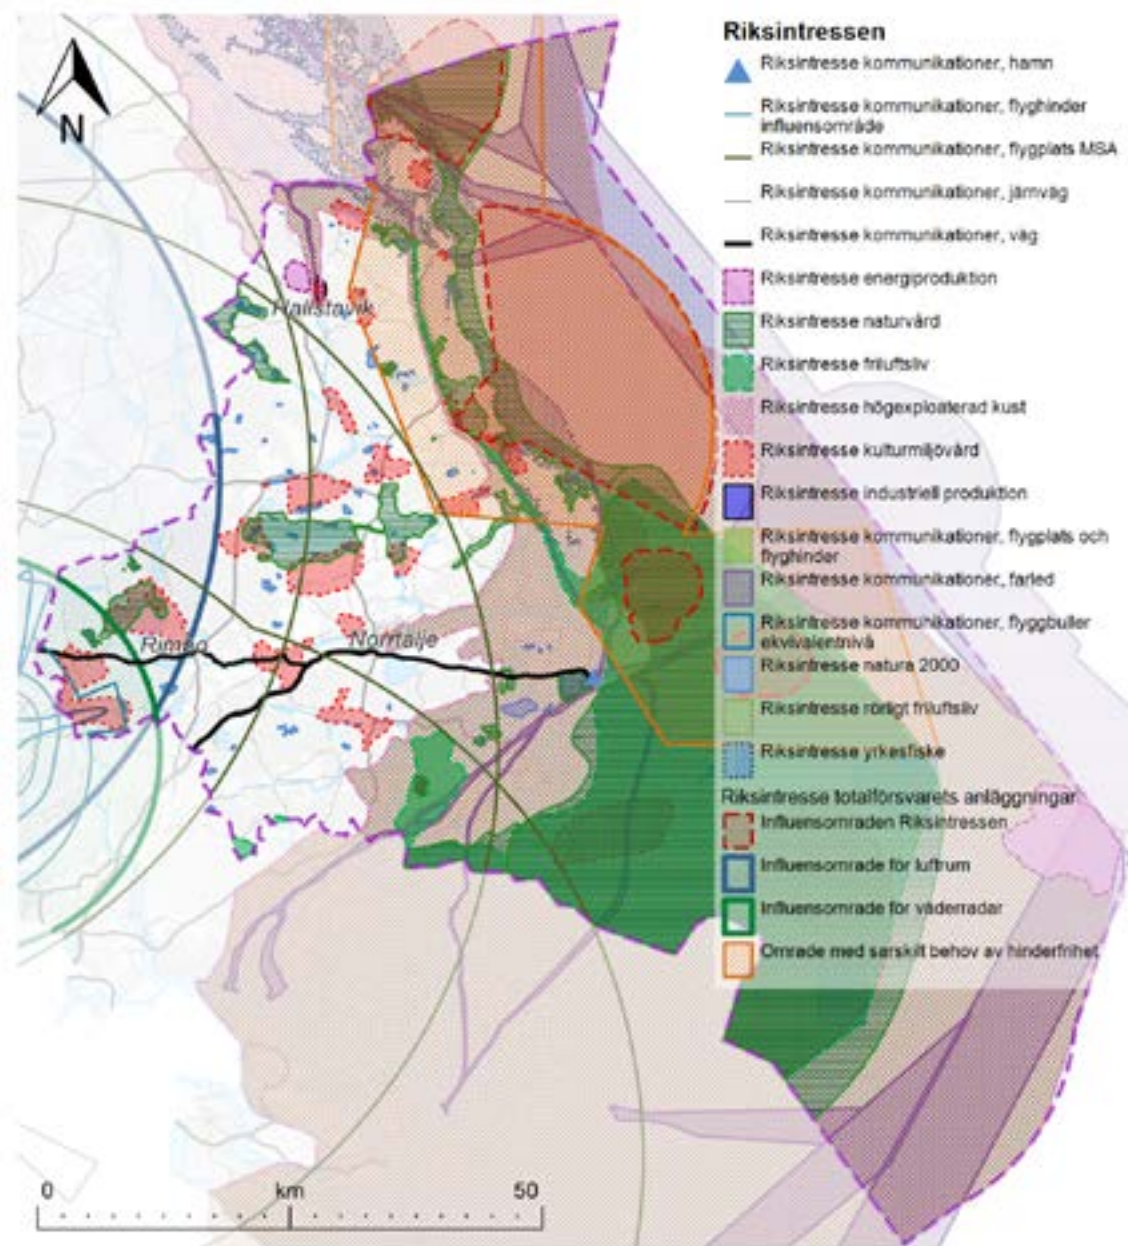 Riksintressen
Riksintresse kommunikationer, hamn
Riksintresse kommunikationer, flyghinder
influensområde
Riksintresse kommunikationer, flygplats MSA
Riksintresse kommunikationer, järnväg
Riksintresse kommunikationer, väg
Riksintresse energiproduktion
Riksintresse naturvård
Riksintresse friluftsliv
Riksintresse högexploaterad kust
Riksintresse kulturmiljövård
Riksintresse industriell produktion
Riksintresse kommunikationer, flygplats och
flyghinder
Riksintresse kommunikationer, farled
Riksintresse kommunikationer, flyggbuller
ekvivalentnivå
Riksintresse natura 2000
Riksintresse rörligt friluftsliv
Riksintresse yrkesfiske
Riksintresse totalförsvarets anläggningar
Influensområden Riksintressen
Influensområde för luftrum
Influensområde för väderradar
Område med särskilt behov av hinderfrihet
N
Hallstavik
Rimbo
Norrtälje
0 km 50